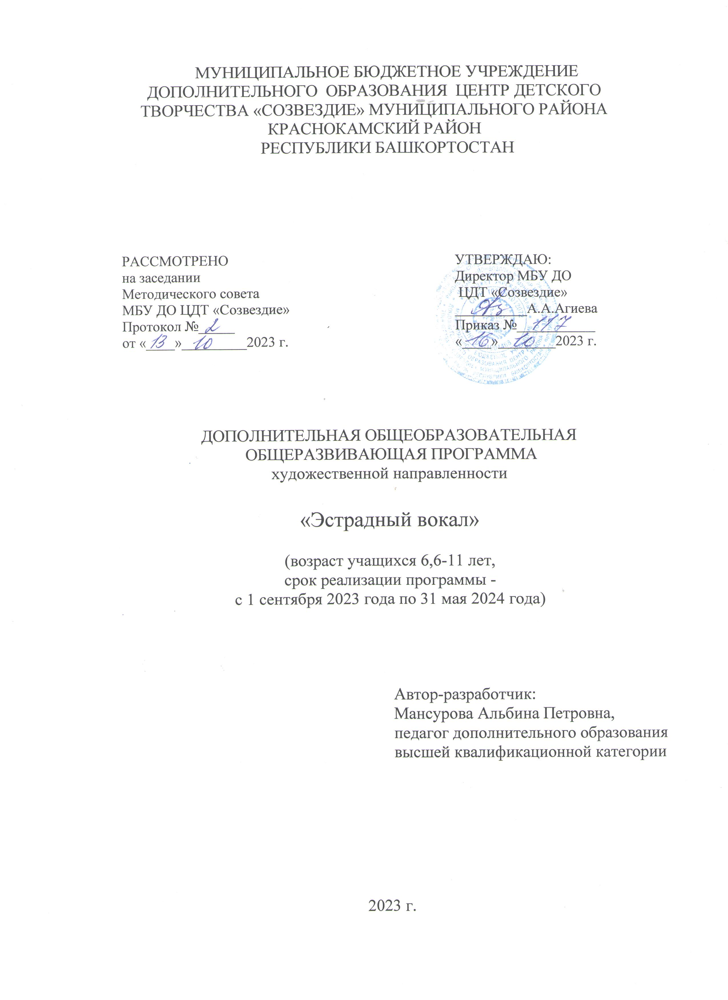 МУНИЦИПАЛЬНОЕ БЮДЖЕТНОЕ УЧРЕЖДЕНИЕ
ДОПОЛНИТЕЛЬНОГО ОБРАЗОВАНИЯ ЦЕНТР ДЕТСКОГО
ТВОРЧЕСТВА «СОЗВЕЗДИЕ» МУНИЦИПАЛЬНОГО РАЙОНА
КРАСНОКАМСКИЙ РАЙОН
РЕСПУБЛИКИ БАШКОРТОСТАН
РАССМОТРЕНО
на заседании
Методического совета
МБУ ДО ЦДТ «Созвездие»
Протокол № 2
от «13» 10 2023 г.
УТВЕРЖДАЮ:
Директор МБУ ДО
ЦДТ «Созвездие»
А.А.Агиева
Приказ № 117
«16» 10 2023 г.
ДОПОЛНИТЕЛЬНАЯ ОБЩЕОБРАЗОВАТЕЛЬНАЯ
ОБЩЕРАЗВИВАЮЩАЯ ПРОГРАММА
художественной направленности
«Эстрадный вокал»
(возраст учащихся 6,6-11 лет,
срок реализации программы -
с 1 сентября 2023 года по 31 мая 2024 года)
Автор-разработчик:
Мансурова Альбина Петровна,
педагог дополнительного образования
высшей квалификационной категории
2023 г.